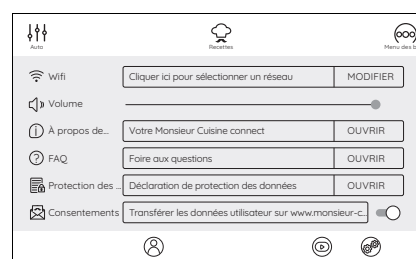 Auto
Recettes
Menu des b
Wifi
Cliquer ici pour sélectionner un réseau
MODIFIER
Volume
À propos de...
Votre Monsieur Cuisine connect
OUVRIR
FAQ
Foire aux questions
OUVRIR
Protection des ...
Déclaration de protection des données
OUVRIR
Consentements
Transférer les données utilisateur sur www.monsieur-c...